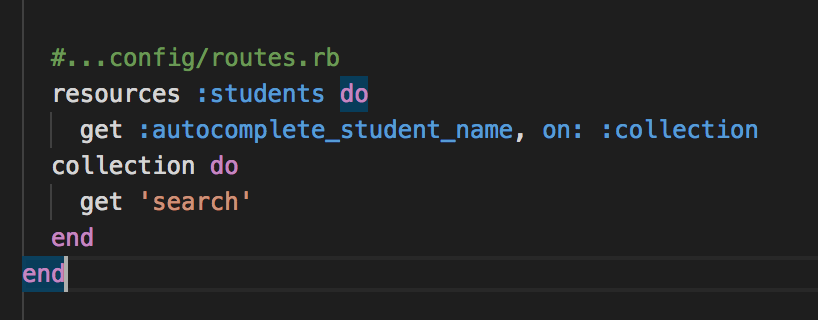 #...config/routes.rb
resources :students do
get :autocomplete_student_name, on: :collection
collection do
get 'search'
end
end